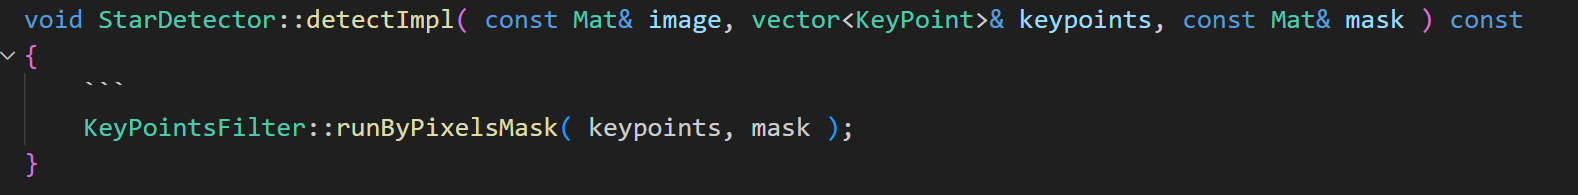 void StarDetector::detectImpl( const Mat& image, vector<KeyPoint>& keypoints, const Mat& mask ) const
{
```
KeyPointsFilter::runByPixelsMask( keypoints, mask );
}